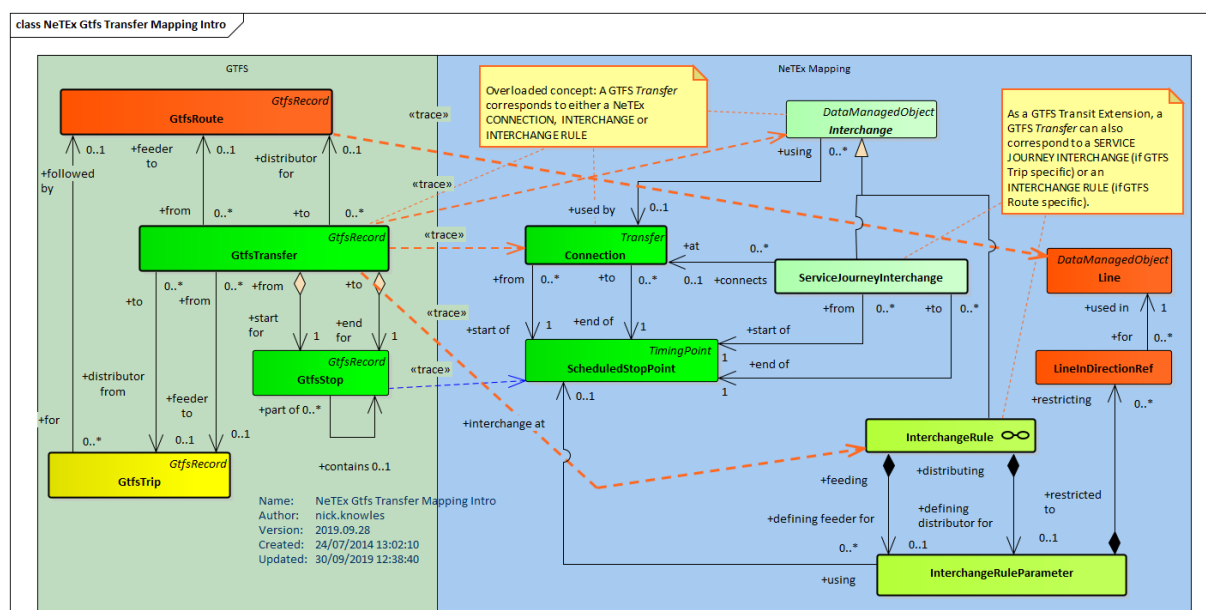 class NeTEx Gtfs Transfer Mapping Intro
GTFS
NeTEx Mapping
GtfsRecord
GtfsRoute
«trace»
Overloaded concept: A GTFS Transfer
corresponds to either a NeTEx
CONNECTION, INTERCHANGE or
INTERCHANGE RULE
DataManagedObject
Interchange
As a GTFS Transit Extension, a
GTFS Transfer can also
correspond to a SERVICE
JOURNEY INTERCHANGE (if GTFS
Trip specific) or an
INTERCHANGE RULE (if GTFS
Route specific).
0..1
+feeder
to
0..1
+distributor
for
0..1
+using
0..*
+followed
by
«trace»
+from
0..*
+to
0..*
+used by
0..1
GtfsRecord
GtfsTransfer
«trace»
Transfer
Connection
+at
0..*
0..1
+connects
ServiceJourneyInterchange
DataManagedObject
Line
+to
0..*
+from
0..*
+from
+to
+from
0..*
+to
0..*
+from
0..*
+to
0..*
+used in
1
+start
for
1
+end
for
1
«trace»
+start of
1
+end of
1
+start of
1
+for
0..*
GtfsRecord
GtfsStop
«trace»
TimingPoint
ScheduledStopPoint
+end of
1
LineInDirectionRef
+distributor
from
+feeder
to
+part of 0..*
0..1
+interchange at
+restricting
0..*
+for
0..*
0..1
0..1
+contains 0..1
InterchangeRule
GtfsRecord
GtfsTrip
+feeding
+distributing
+restricted
to
Name: NeTEx Gtfs Transfer Mapping Intro
Author: nick.knowles
Version: 2019.09.28
Created: 24/07/2014 13:02:10
Updated: 30/09/2019 12:38:40
+defining feeder for
+defining
distributor for
0..*
0..1
0..1
+using
InterchangeRuleParameter